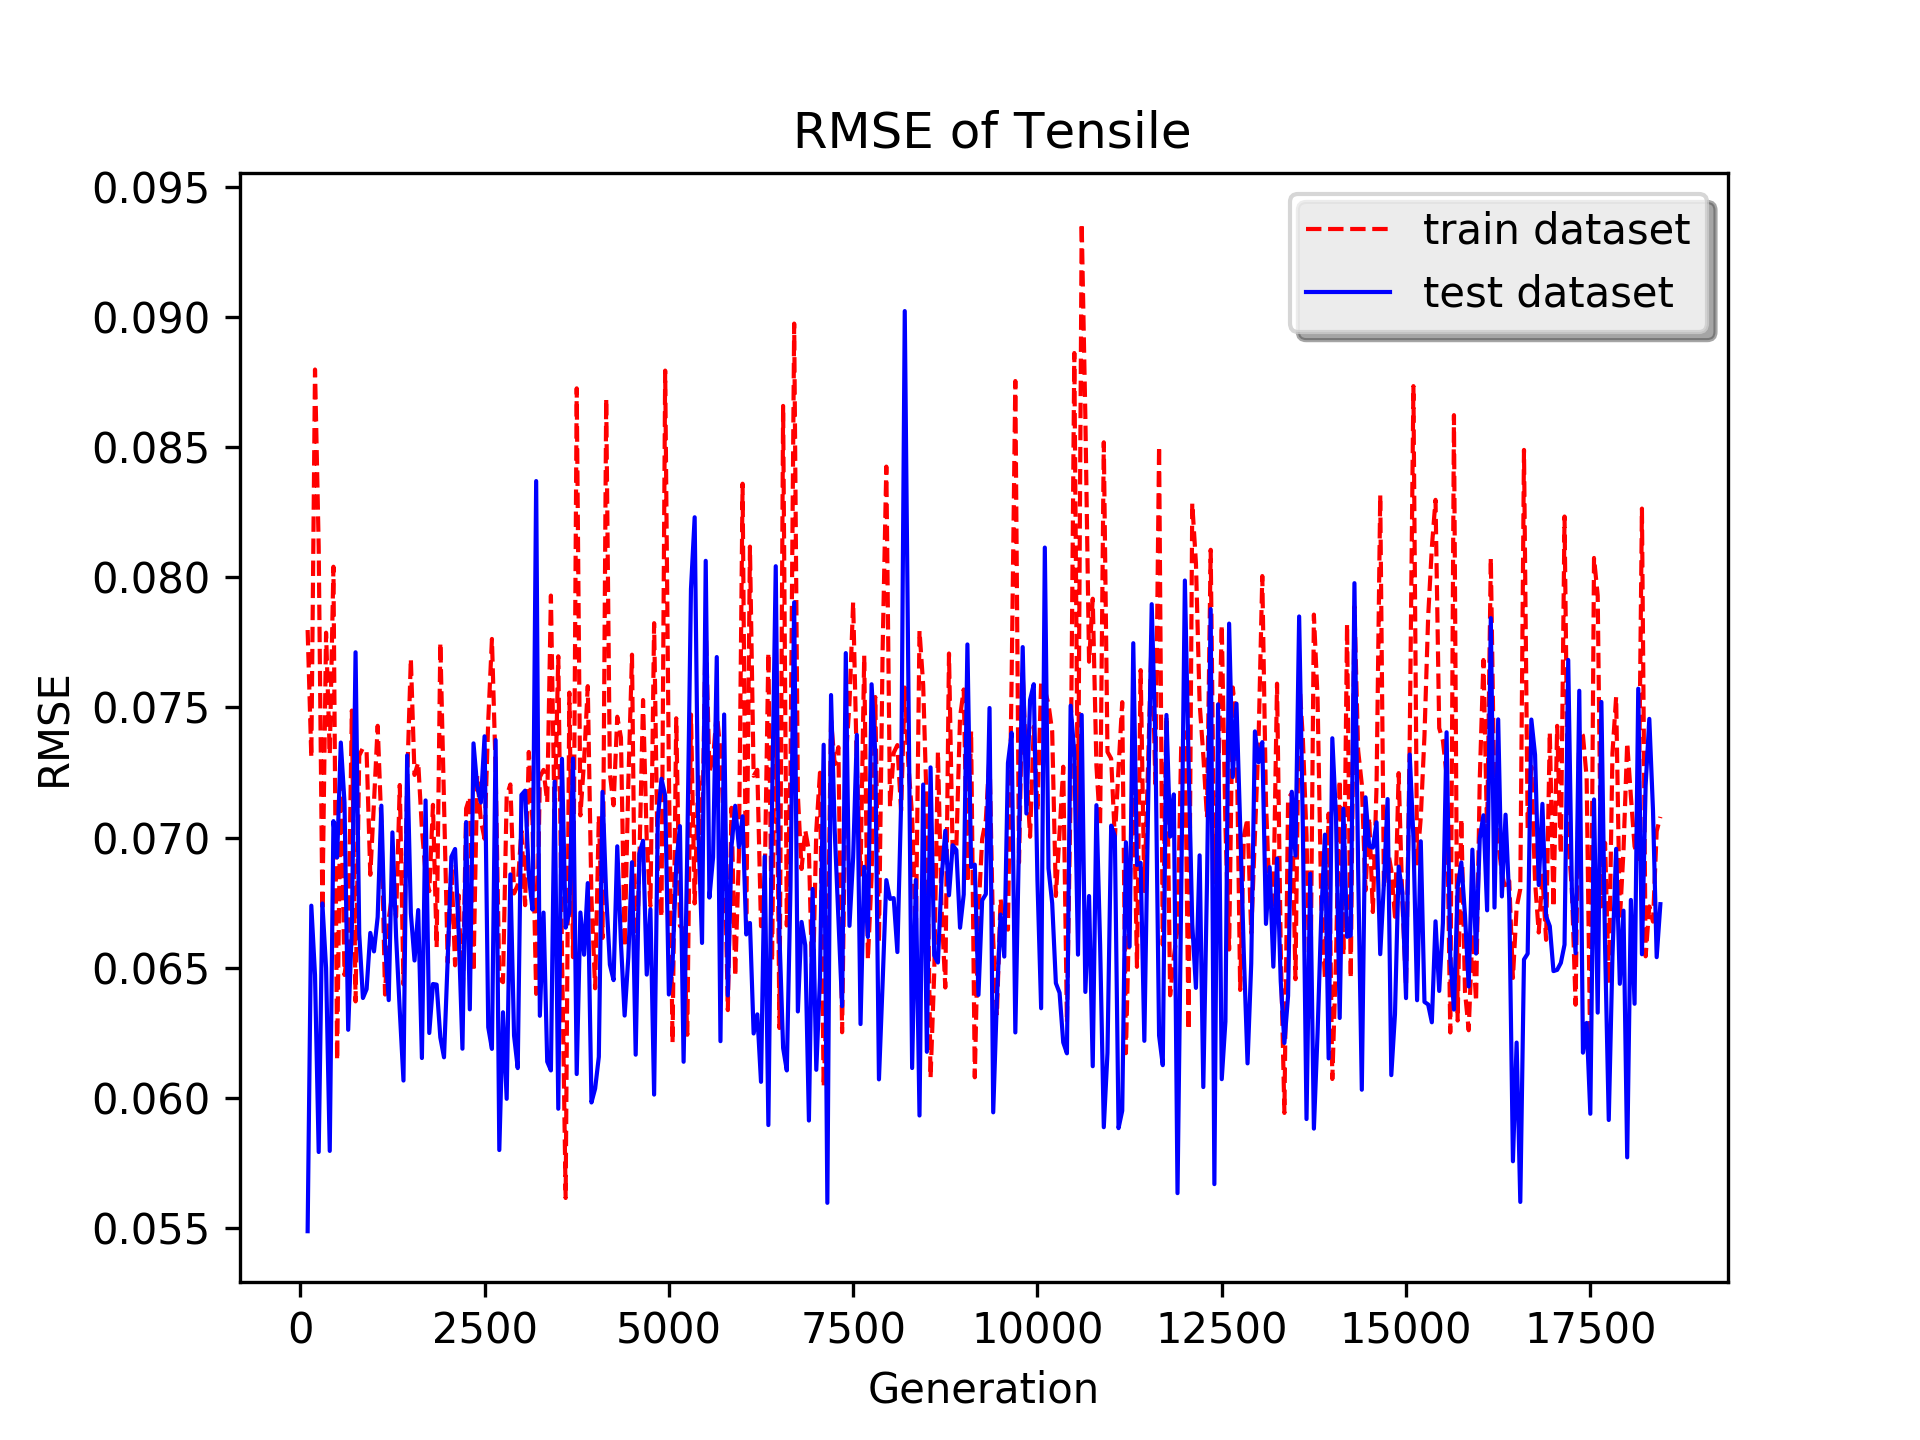 RMSE of Tensile
train dataset
test dataset
RMSE
0.095
0.090
0.085
0.080
0.075
0.070
0.065
0.060
0.055
0 2500 5000 7500 10000 12500 15000 17500
Generation